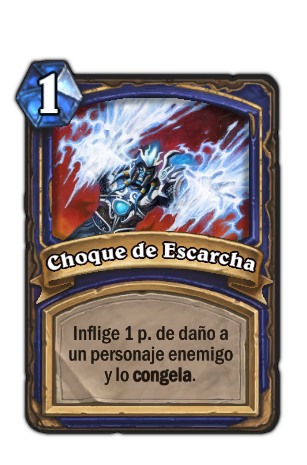 1
Choque de Escarcha
Inflige 1 p. de daño a
un personaje enemigo
y lo congela.